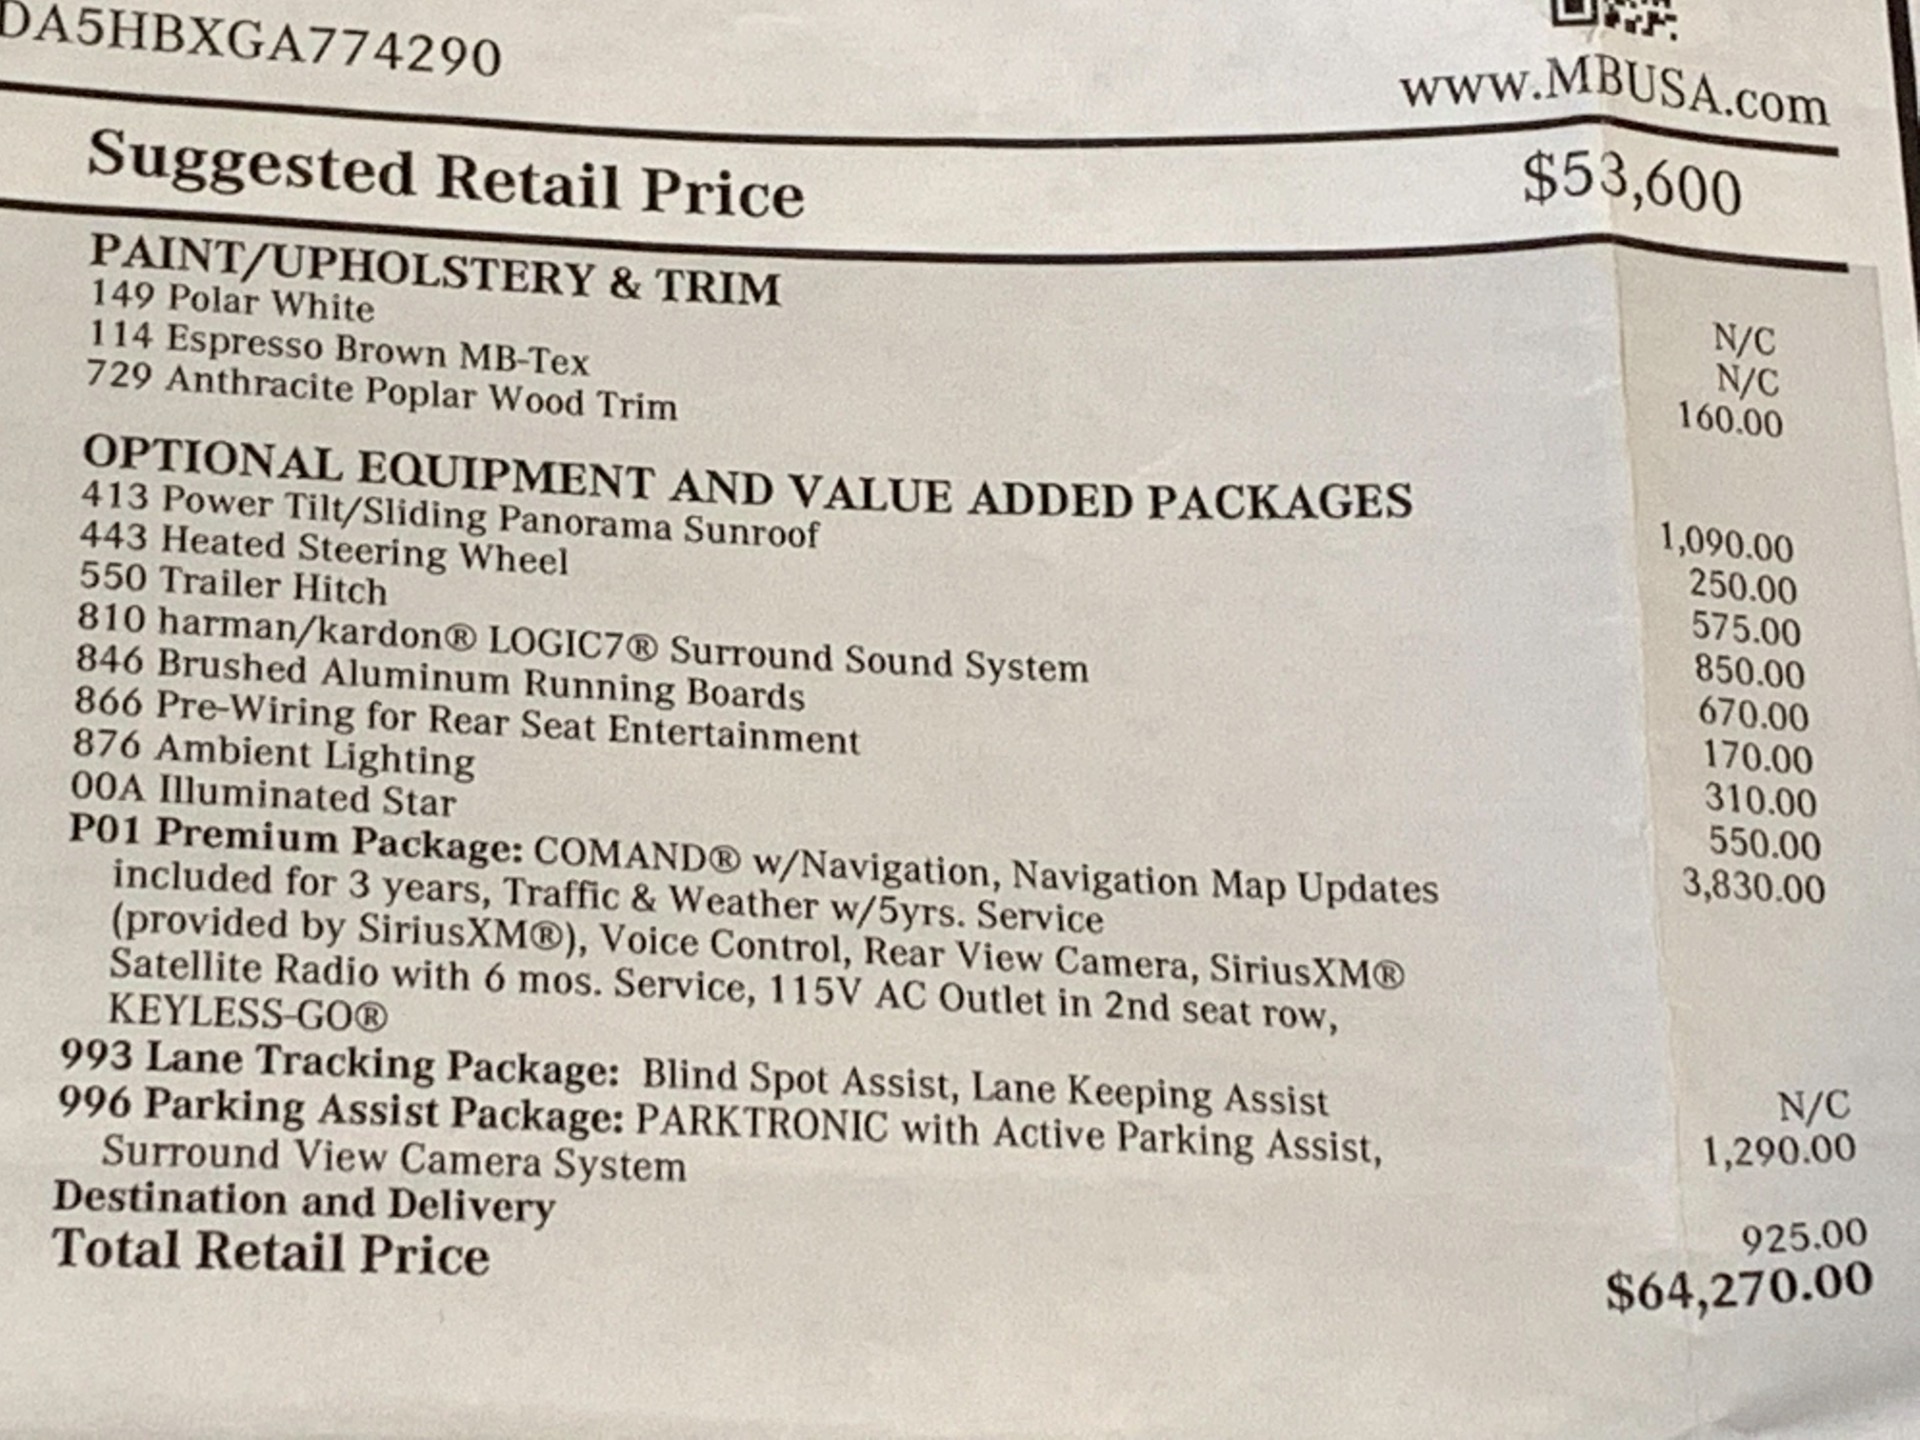 DA5HBXGA774290
www.MBUSA.com
Suggested Retail Price $53,600
PAINT/UPHOLSTERY & TRIM
149 Polar White N/C
114 Espresso Brown MB-Tex N/C
729 Anthracite Poplar Wood Trim 160.00
OPTIONAL EQUIPMENT AND VALUE ADDED PACKAGES
413 Power Tilt/Sliding Panorama Sunroof 1,090.00
443 Heated Steering Wheel 250.00
550 Trailer Hitch 575.00
810 harman/kardon® LOGIC7® Surround Sound System 850.00
846 Brushed Aluminum Running Boards 670.00
866 Pre-Wiring for Rear Seat Entertainment 170.00
876 Ambient Lighting 310.00
00A Illuminated Star 550.00
P01 Premium Package: COMAND® w/Navigation, Navigation Map Updates 3,830.00
included for 3 years, Traffic & Weather w/5yrs. Service
(provided by SiriusXM®), Voice Control, Rear View Camera, SiriusXM®
Satellite Radio with 6 mos. Service, 115V AC Outlet in 2nd seat row,
KEYLESS-GO®
993 Lane Tracking Package: Blind Spot Assist, Lane Keeping Assist N/C
996 Parking Assist Package: PARKTRONIC with Active Parking Assist, 1,290.00
Surround View Camera System
Destination and Delivery 925.00
Total Retail Price $64,270.00